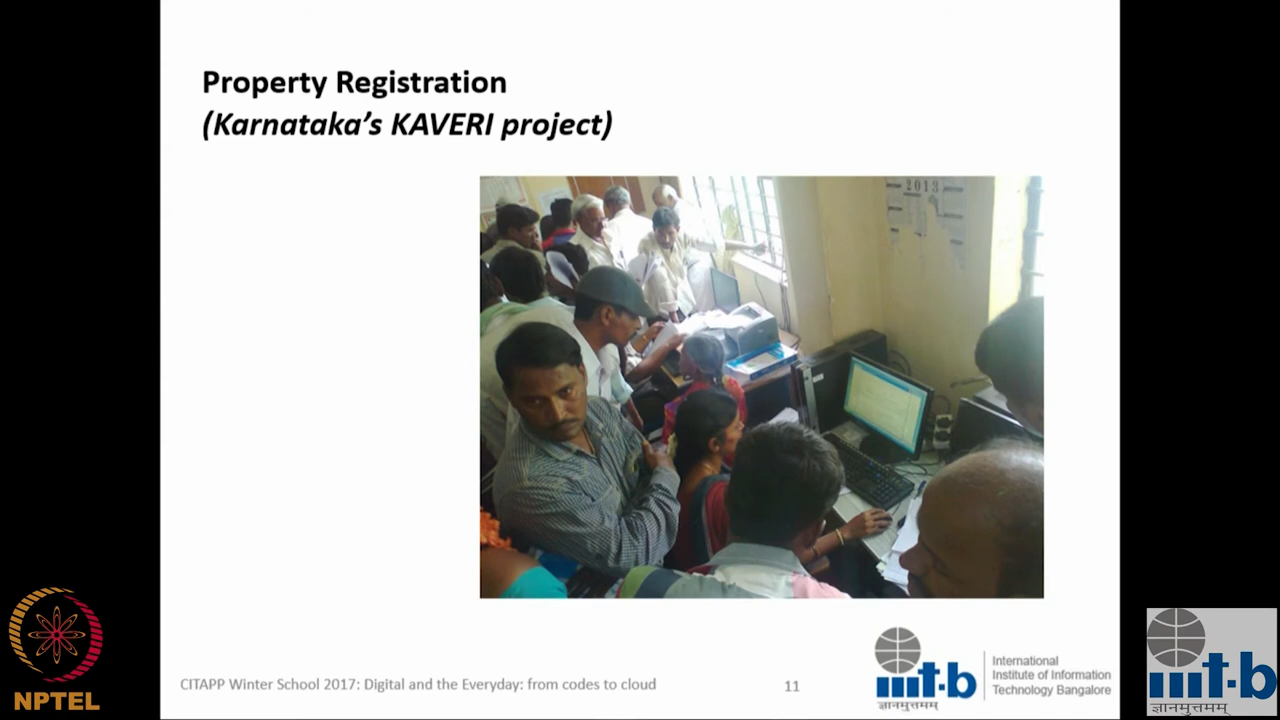 Property Registration
(Karnataka's KAVERI project)
2013
CITAPP Winter School 2017: Digital and the Everyday: from codes to cloud
11
iiit-b
ज्ञानमुत्तमम्
International
Institute of Information
Technology Bangalore
NPTEL
iiit-b
ज्ञानमुत्तमम्